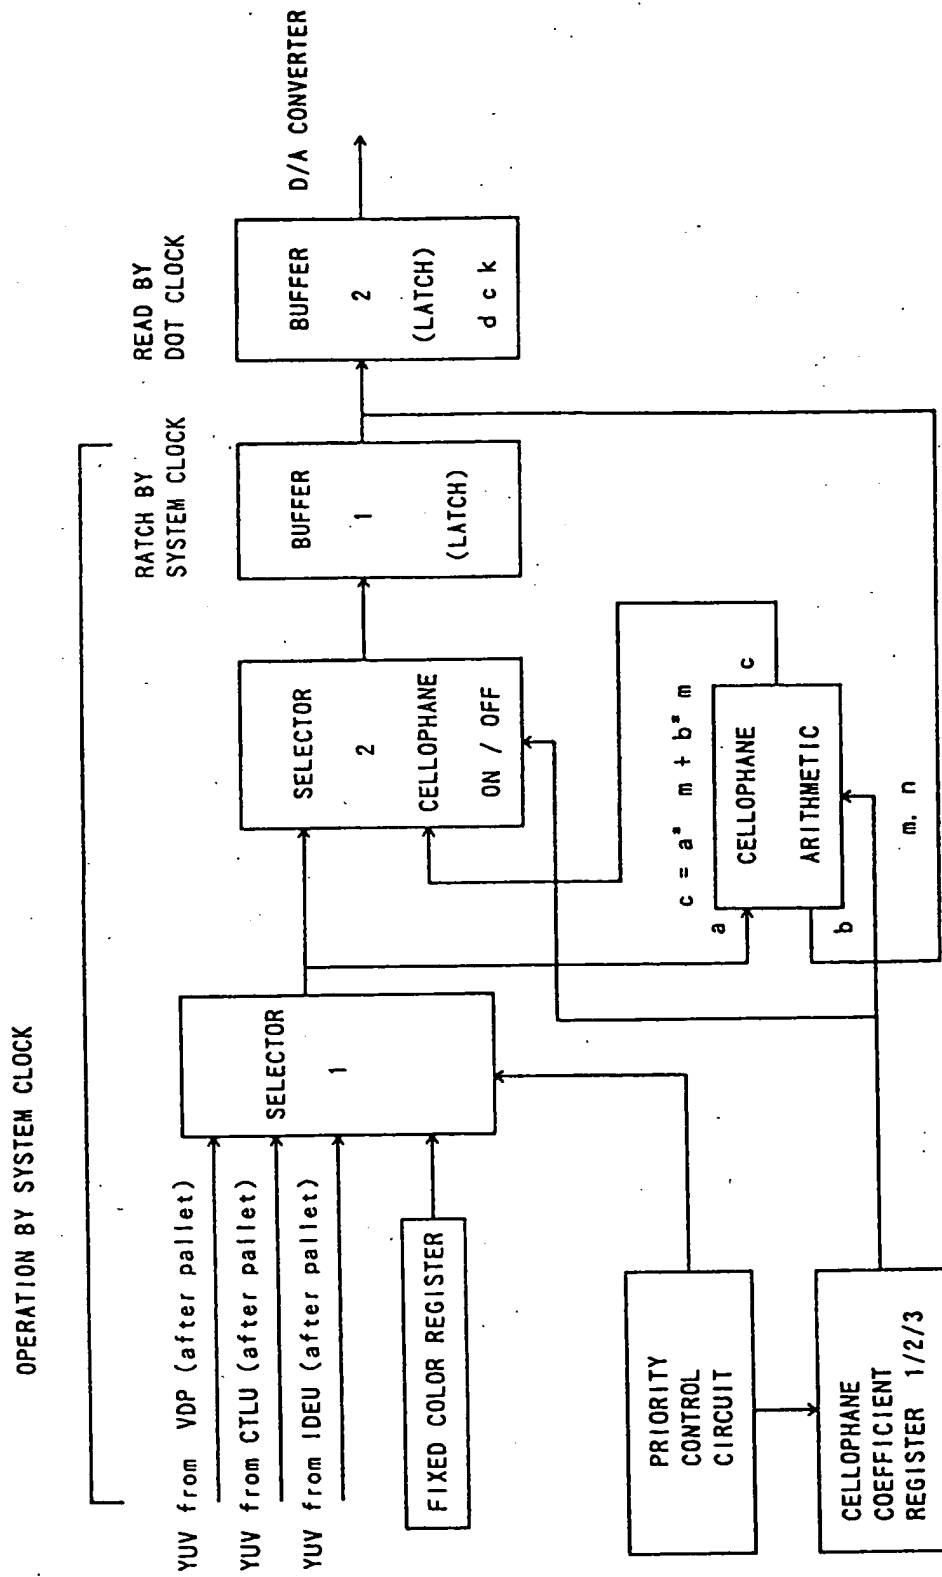 OPERATION BY SYSTEM CLOCK
RATCH BY
SYSTEM CLOCK
READ BY
DOT CLOCK
YUV from VDP (after pallet)
YUV from CTLU (after pallet)
YUV from IDEU (after pallet)
FIXED COLOR REGISTER
SELECTOR
1
SELECTOR
2
CELLOPHANE
ON / OFF
BUFFER
1
(LATCH)
BUFFER
2
(LATCH)
d c k
D/A CONVERTER
PRIORITY
CONTROL
CIRCUIT
CELLOPHANE
COEFFICIENT
REGISTER 1/2/3
c = a* m + b* m
a
c
CELLOPHANE
ARITHMETIC
b
m. n